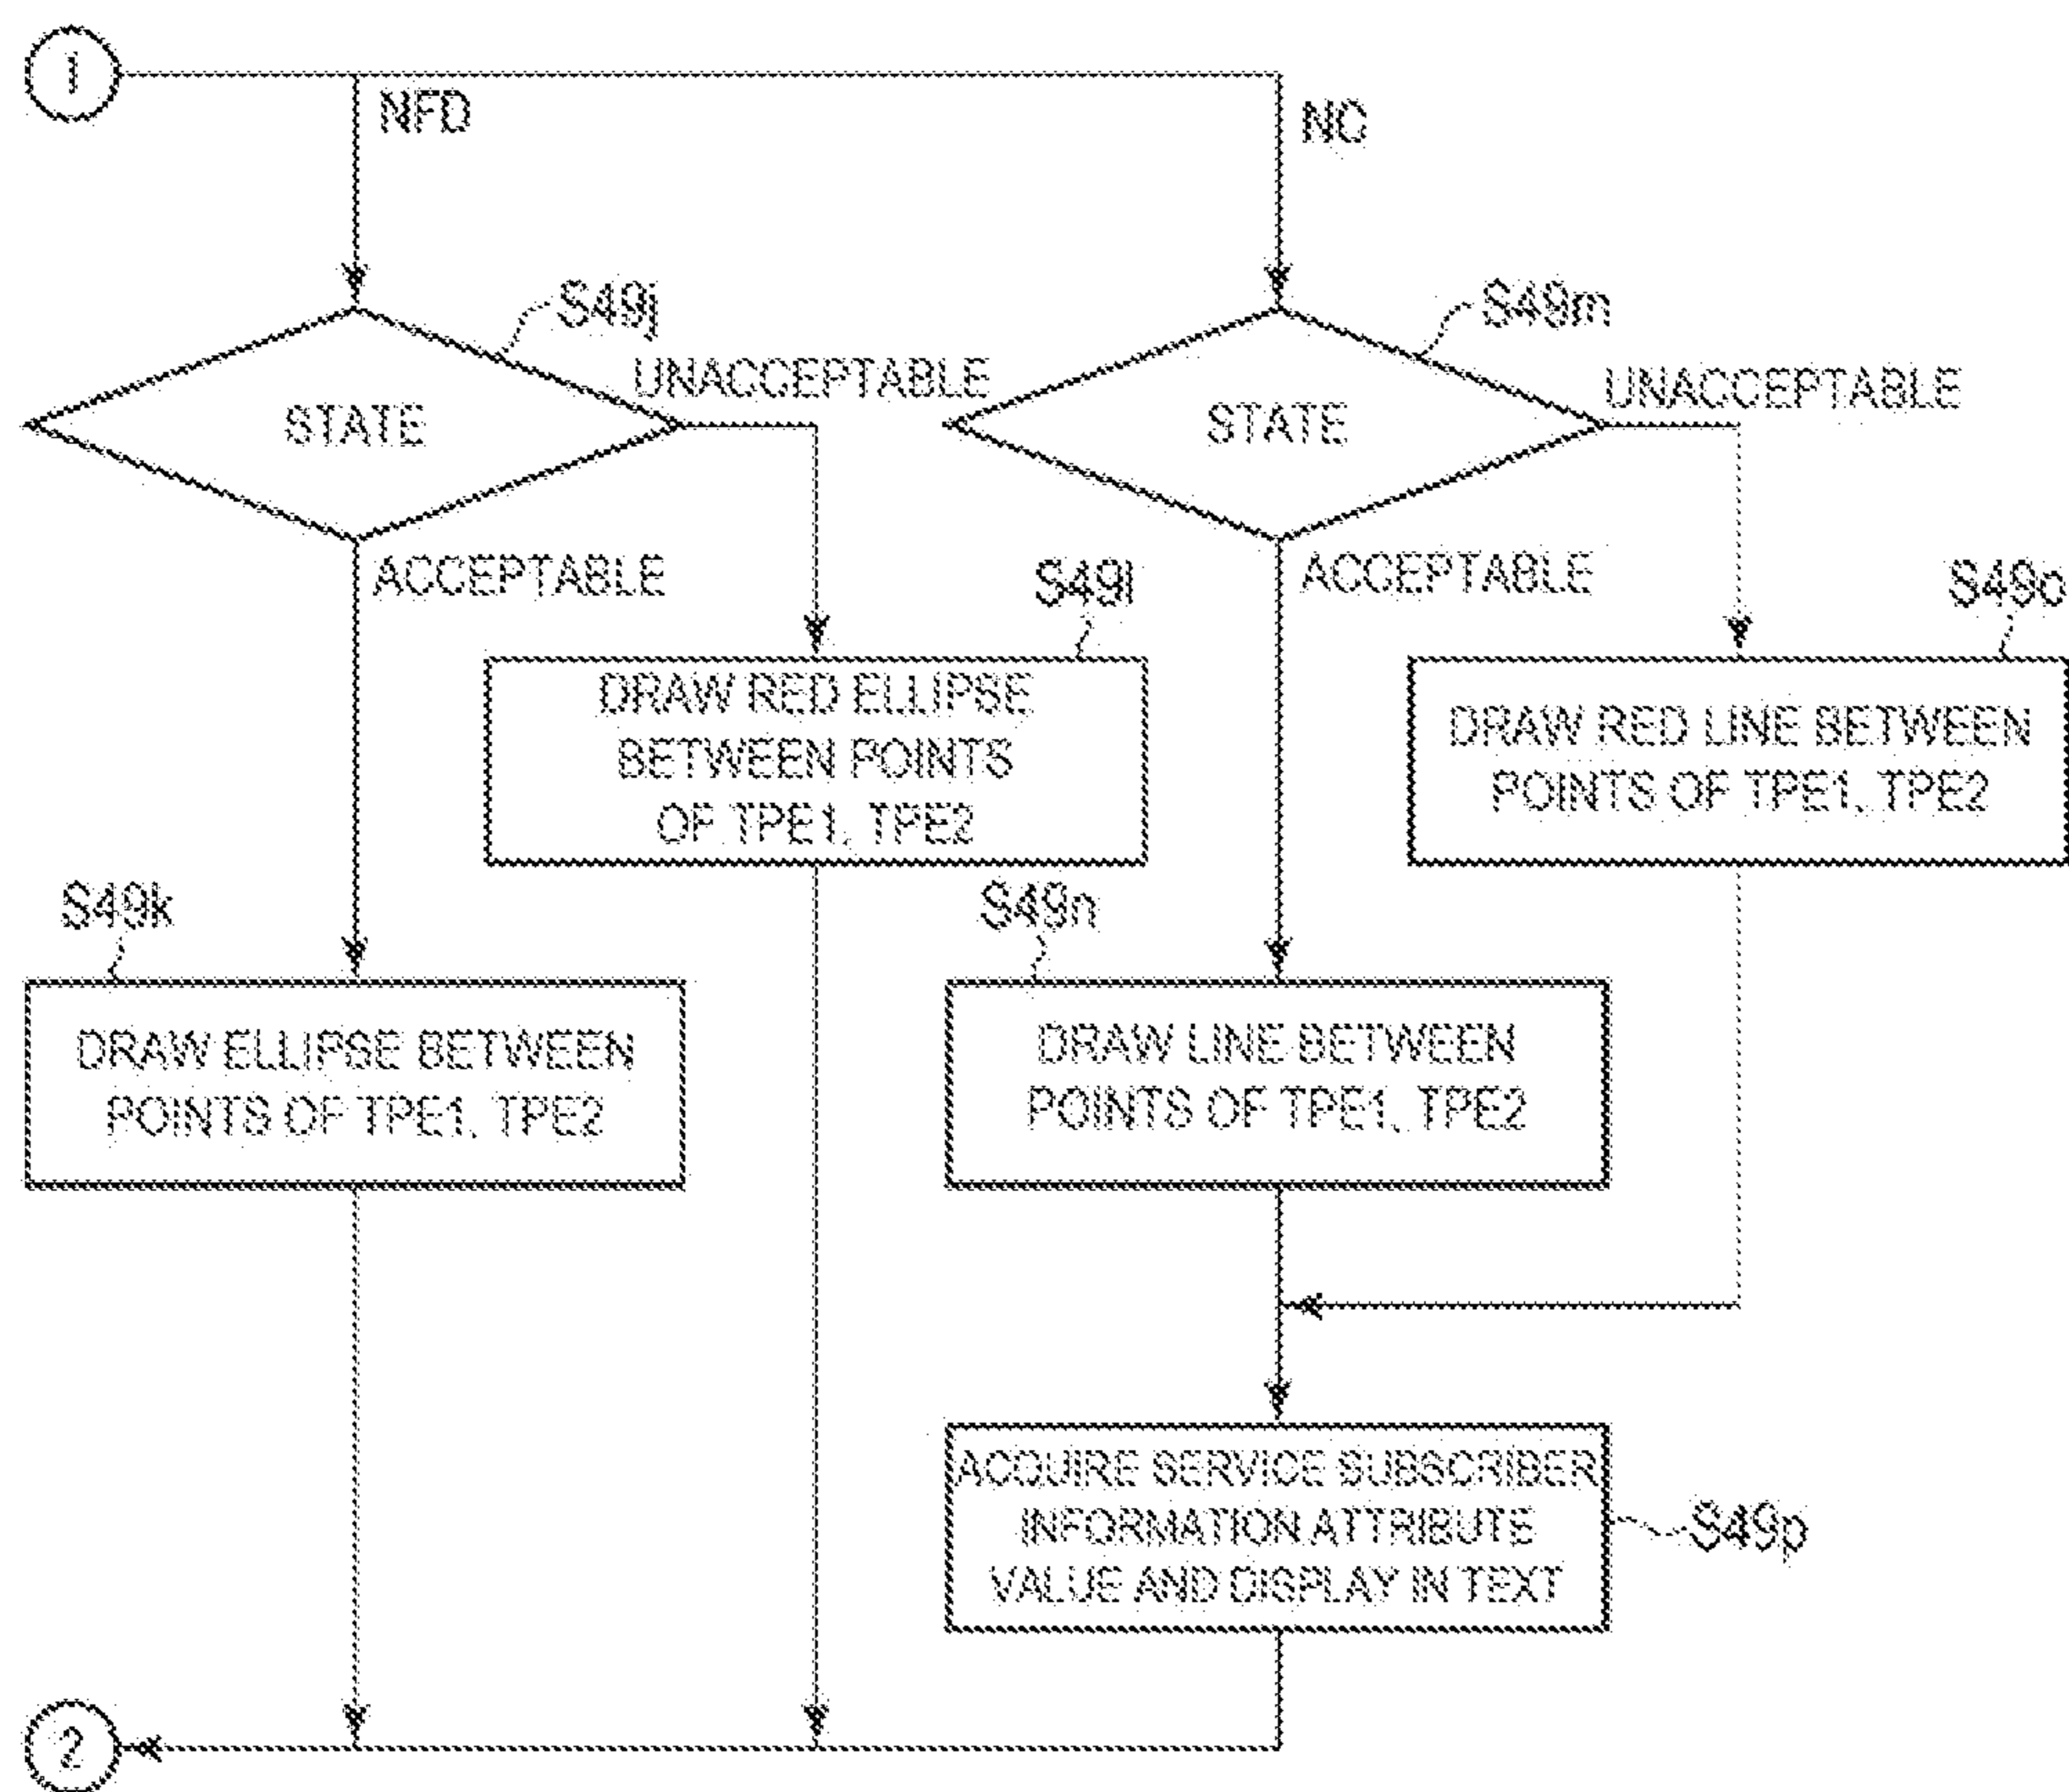 1
NFD
NC
S49j
S49m
UNACCEPTABLE
UNACCEPTABLE
STATE
STATE
ACCEPTABLE
ACCEPTABLE
S49l
S49o
DRAW RED ELLIPSE
BETWEEN POINTS
OF TPE1, TPE2
DRAW RED LINE BETWEEN
POINTS OF TPE1, TPE2
S49k
S49n
DRAW ELLIPSE BETWEEN
POINTS OF TPE1, TPE2
DRAW LINE BETWEEN
POINTS OF TPE1, TPE2
ACQUIRE SERVICE SUBSCRIBER
INFORMATION ATTRIBUTE
VALUE AND DISPLAY IN TEXT
S49p
2